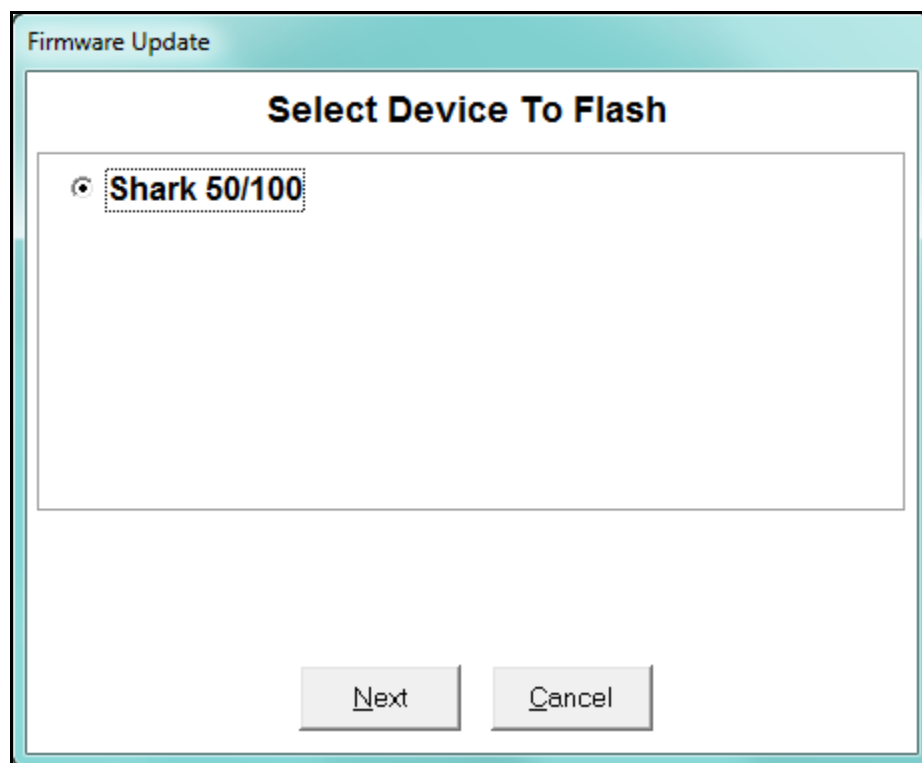 Firmware Update
Select Device To Flash
Shark 50/100
Next
Cancel